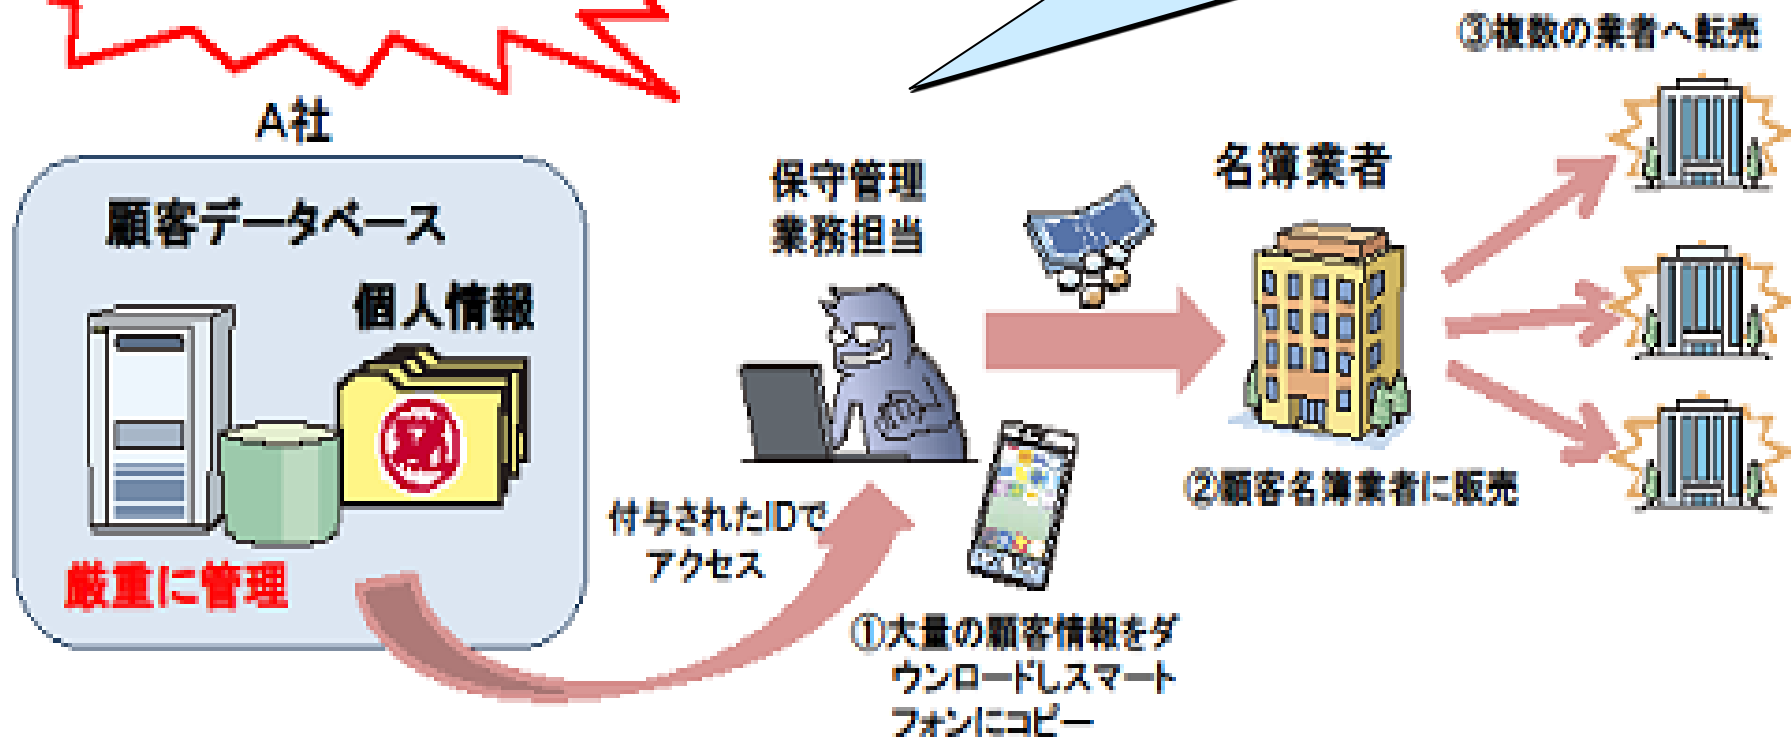 ③複数の業者へ転売
A社
顧客データベース
個人情報
厳重に管理
保守管理
業務担当
名簿業者
②顧客名簿業者に販売
付与されたIDで
アクセス
①大量の顧客情報をダ
ウンロードしスマート
フォンにコピー